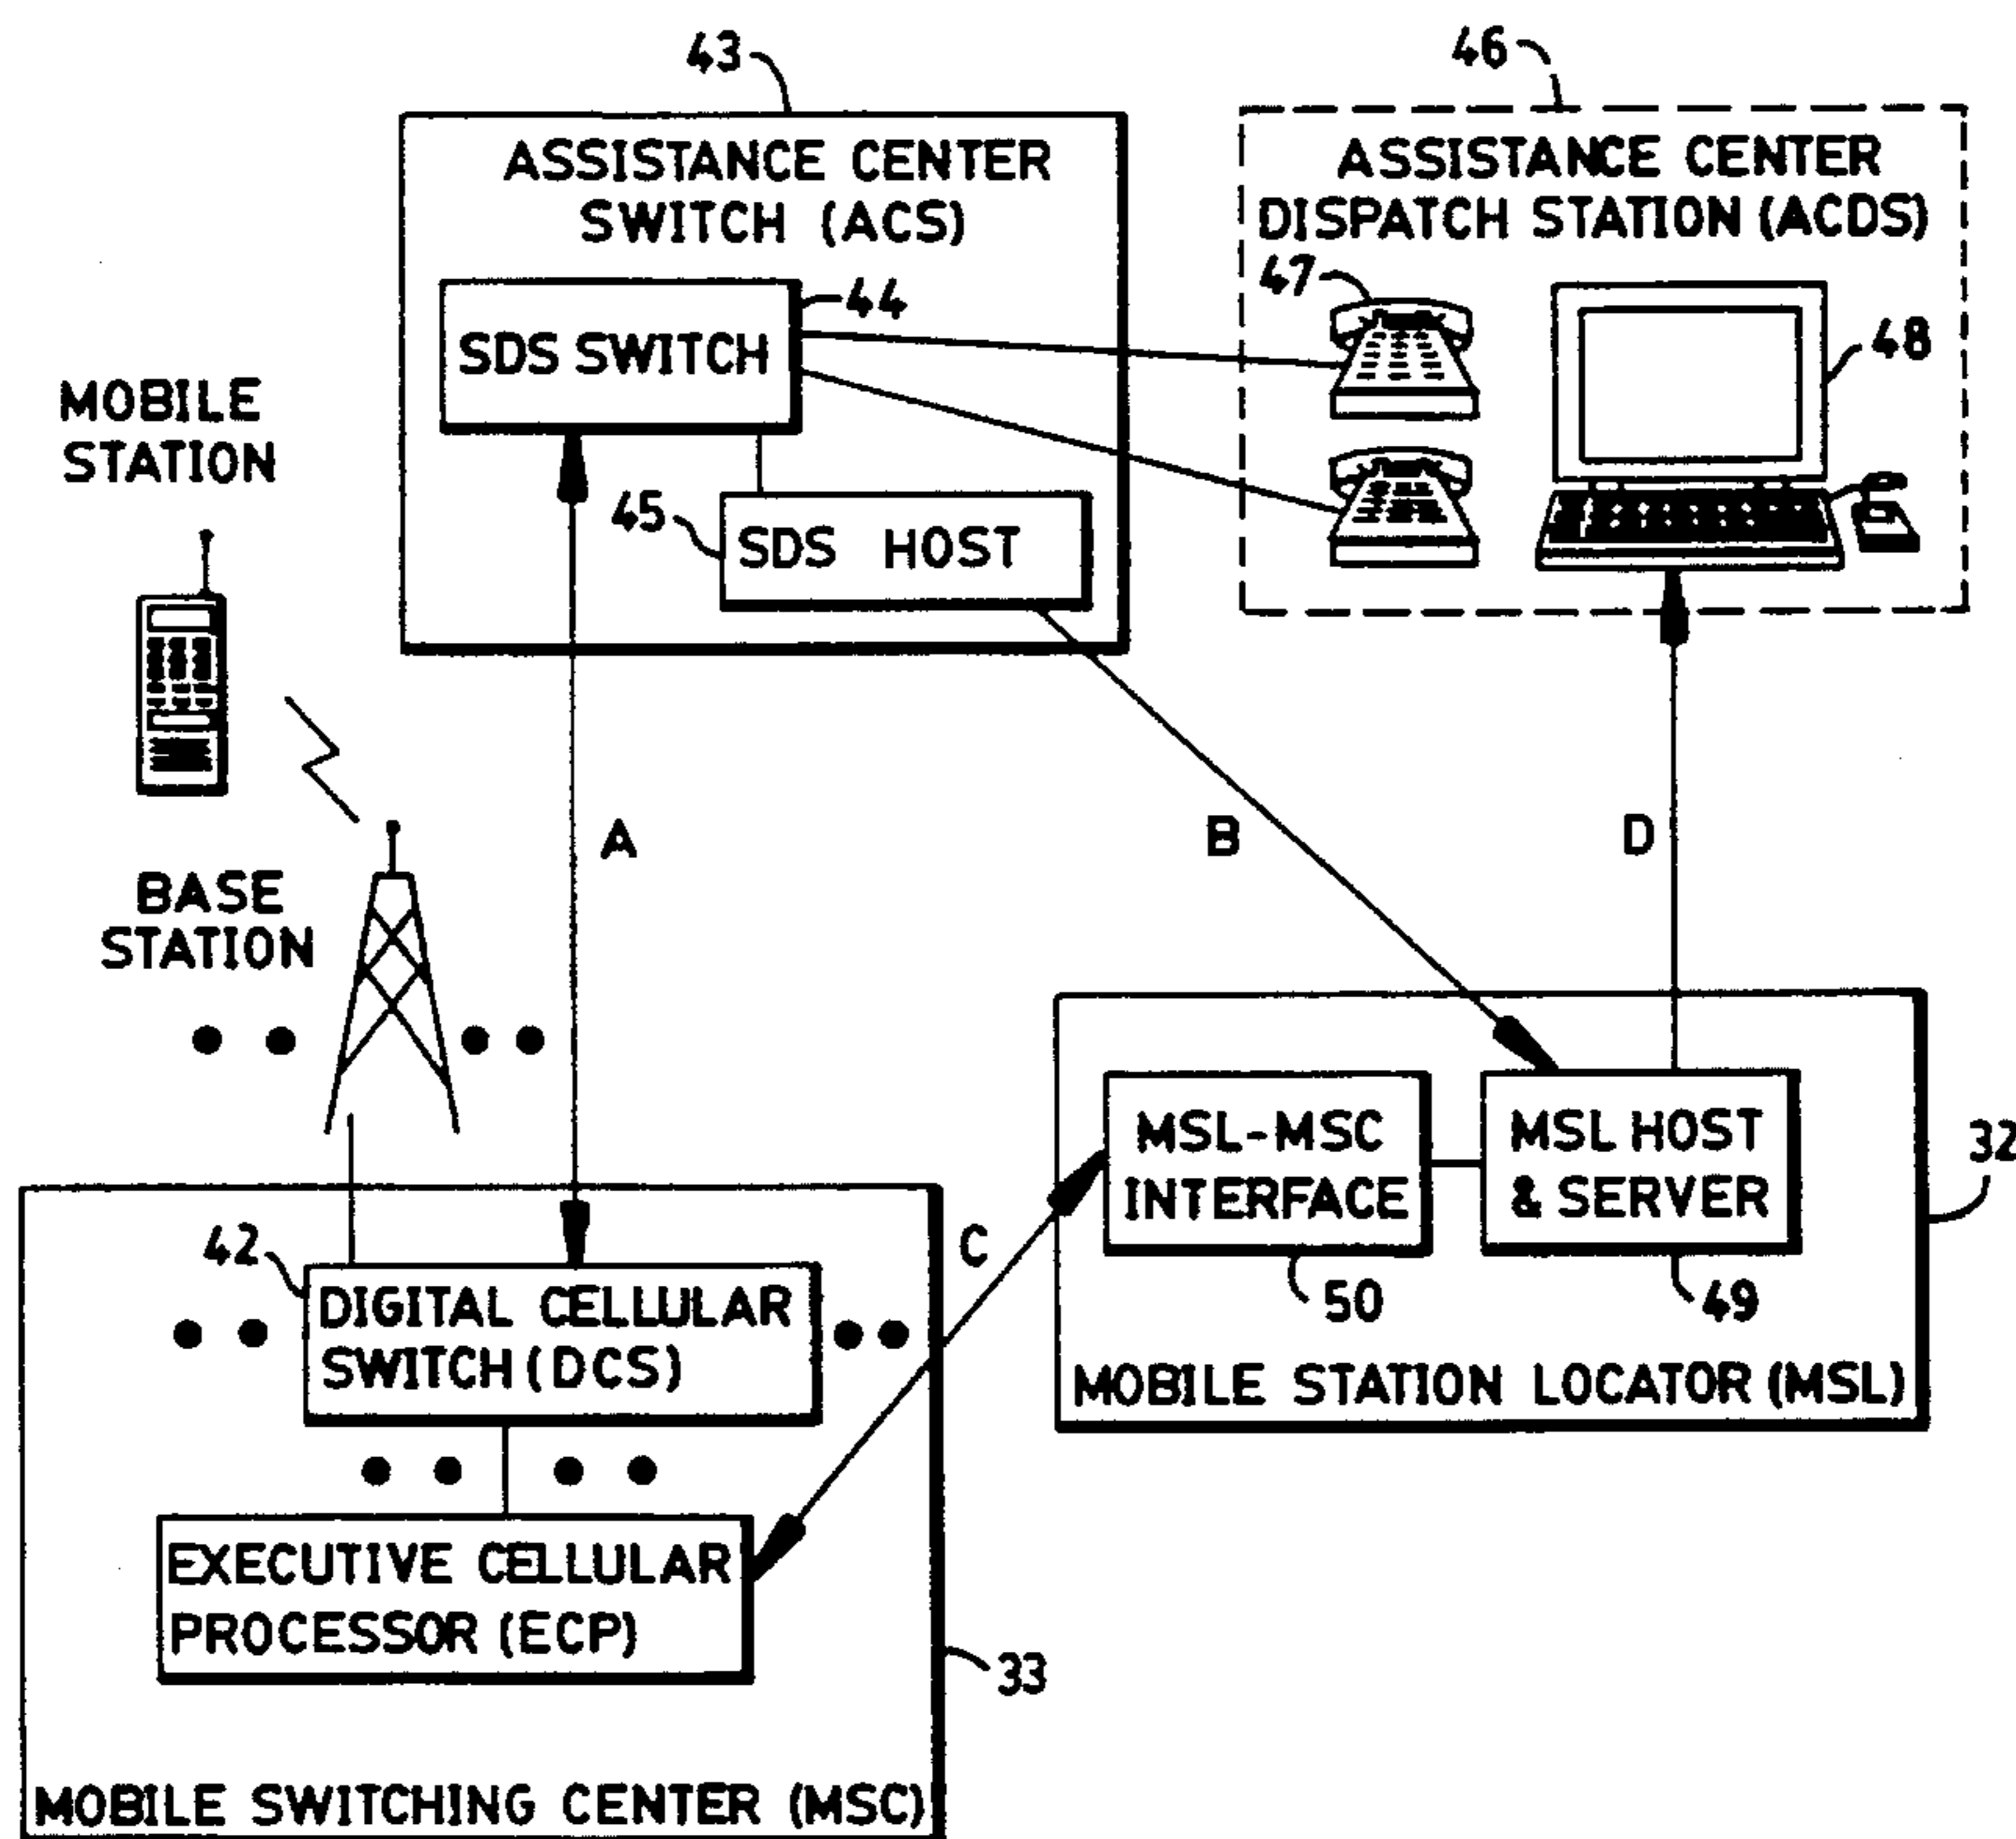 43
46
ASSISTANCE CENTER
SWITCH (ACS)
ASSISTANCE CENTER
DISPATCH STATION (ACDS)
44
SDS SWITCH
47
48
MOBILE
STATION
45
SDS HOST
A
B
D
BASE
STATION
MSL-MSC
INTERFACE
MSL HOST
& SERVER
32
42
C
50
49
DIGITAL CELLULAR
SWITCH (DCS)
MOBILE STATION LOCATOR (MSL)
EXECUTIVE CELLULAR
PROCESSOR (ECP)
33
MOBILE SWITCHING CENTER (MSC)